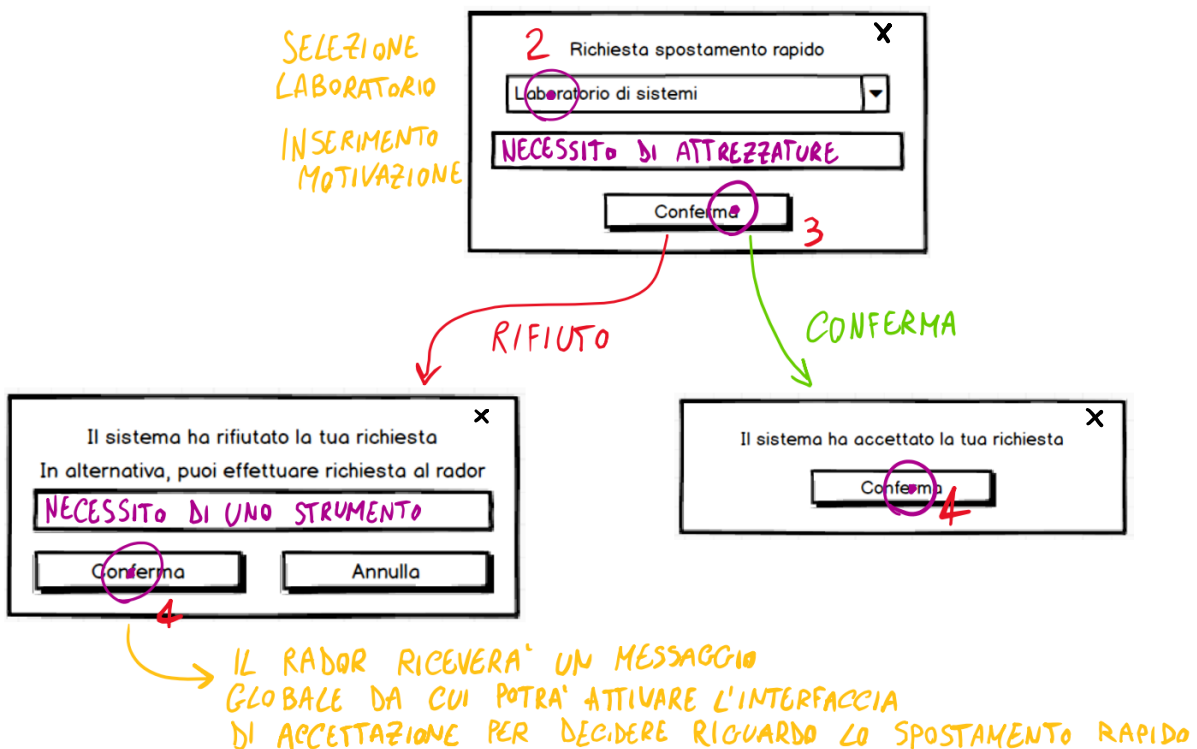 SELEZIONE
LABORATORIO
2
Richiesta spostamento rapido
X
Laboratorio di sistemi
INSERIMENTO
MOTIVAZIONE
NECESSITO DI ATTREZZATURE
Conferma
3
RIFIUTO
CONFERMA
Il sistema ha rifiutato la tua richiesta
X
In alternativa, puoi effettuare richiesta al rador
NECESSITO DI UNO STRUMENTO
Conferma
Annulla
4
Il sistema ha accettato la tua richiesta
X
Conferma
4
IL RADOR RICEVERA' UN MESSAGGIO
GLOBALE DA CUI POTRA' ATTIVARE L'INTERFACCIA
DI ACCETTAZIONE PER DECIDERE RIGUARDO LO SPOSTAMENTO RAPIDO